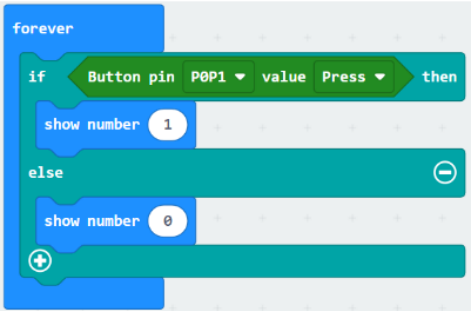 forever
if Button pin P0P1 value Press then
show number 1
else
show number 0